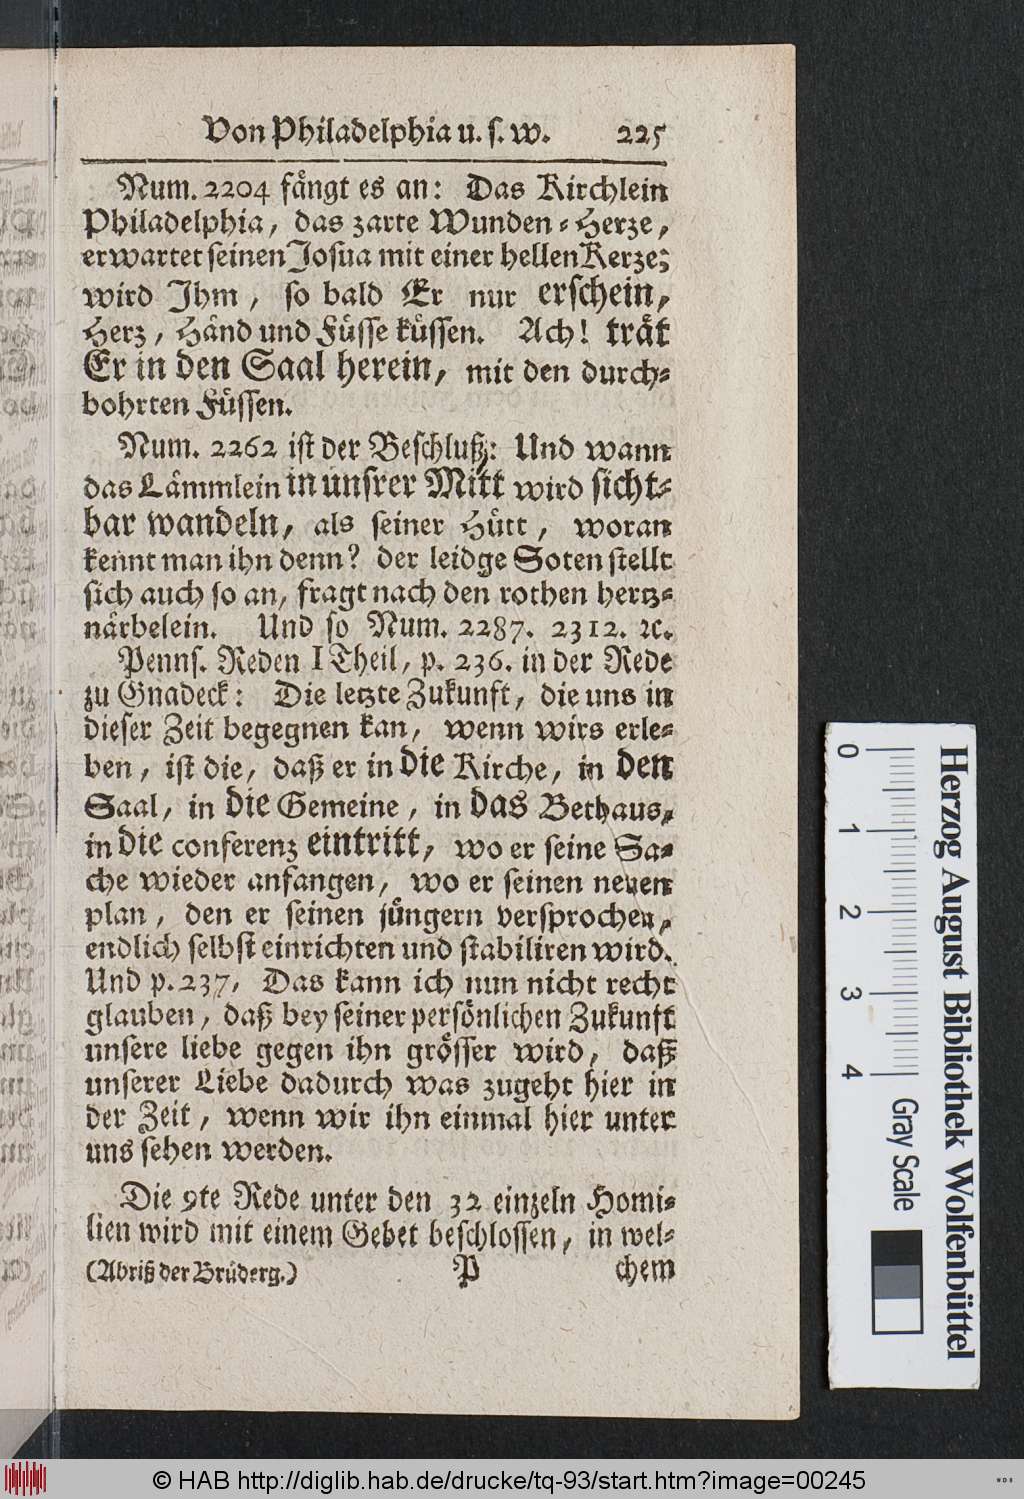 Von Philadelphia u. s. w. 225
Num. 2204 fängt es an: Das Kirchlein
Philadelphia, das zarte Wunden-Herze,
erwartet seinen Josua mit einer hellen Kerze;
wird Ihm, so bald Er nur erschein,
Herz, Händ und Füsse küssen. Ach! trät
Er in den Saal herein, mit den durch-
bohrten Füssen.
Num. 2262 ist der Beschluß: Und wann
das Lämmlein in unsrer Mitt wird sicht-
bar wandeln, als seiner Hütt, woran
kennt man ihn denn? der leidge Soten stellt
sich auch so an, fragt nach den rothen hertz-
närbelein. Und so Num. 2287. 2312. ꝛc.
Penns. Reden I Theil, p. 236. in der Rede
zu Gnadeck: Die letzte Zukunft, die uns in
dieser Zeit begegnen kan, wenn wirs erle-
ben, ist die, daß er in die Kirche, in den
Saal, in die Gemeine, in das Bethaus,
in die conferenz eintritt, wo er seine Sa-
che wieder anfangen, wo er seinen neuen
plan, den er seinen jüngern versprochen,
endlich selbst einrichten und stabiliren wird.
Und p. 237, Das kann ich nun nicht recht
glauben, daß bey seiner persönlichen Zukunft
unsere liebe gegen ihn grösser wird, daß
unserer Liebe dadurch was zugeht hier in
der Zeit, wenn wir ihn einmal hier unter
uns sehen werden.
Die 9te Rede unter den 32 einzeln Homi-
lien wird mit einem Gebet beschlossen, in wel-
(Abriß der Brüderg.) P chem
Herzog August Bibliothek Wolfenbüttel
0 1 2 3 4 Gray Scale
© HAB http://diglib.hab.de/drucke/tq-93/start.htm?image=00245